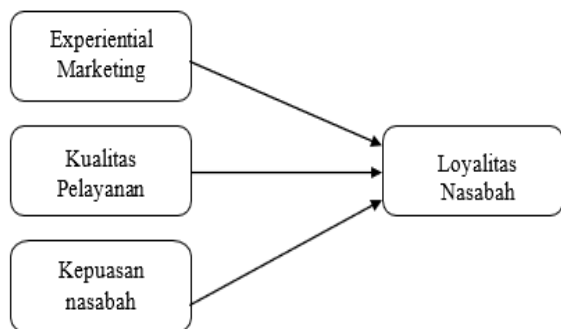 Experiential
Marketing
Kualitas
Pelayanan
Loyalitas
Nasabah
Kepuasan
nasabah